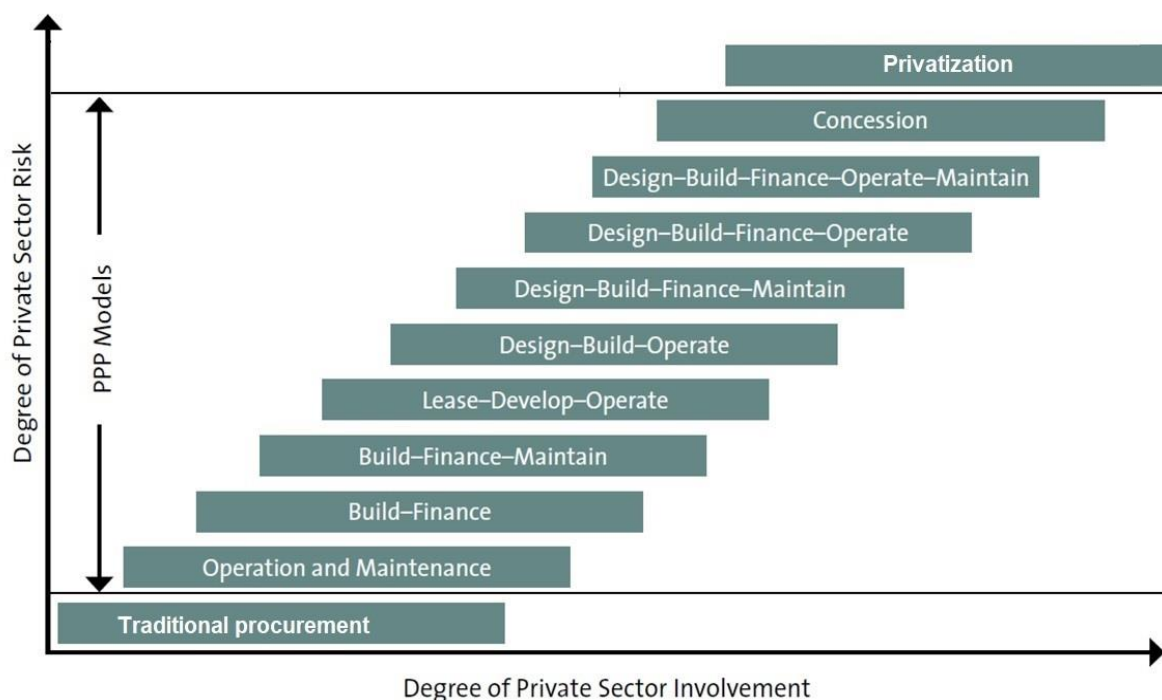 Privatization
Concession
Design–Build–Finance–Operate–Maintain
Design–Build–Finance–Operate
Design–Build–Finance–Maintain
Design–Build–Operate
Lease–Develop–Operate
Build–Finance–Maintain
Build–Finance
Operation and Maintenance
Traditional procurement
Degree of Private Sector Risk
PPP Models
Degree of Private Sector Involvement